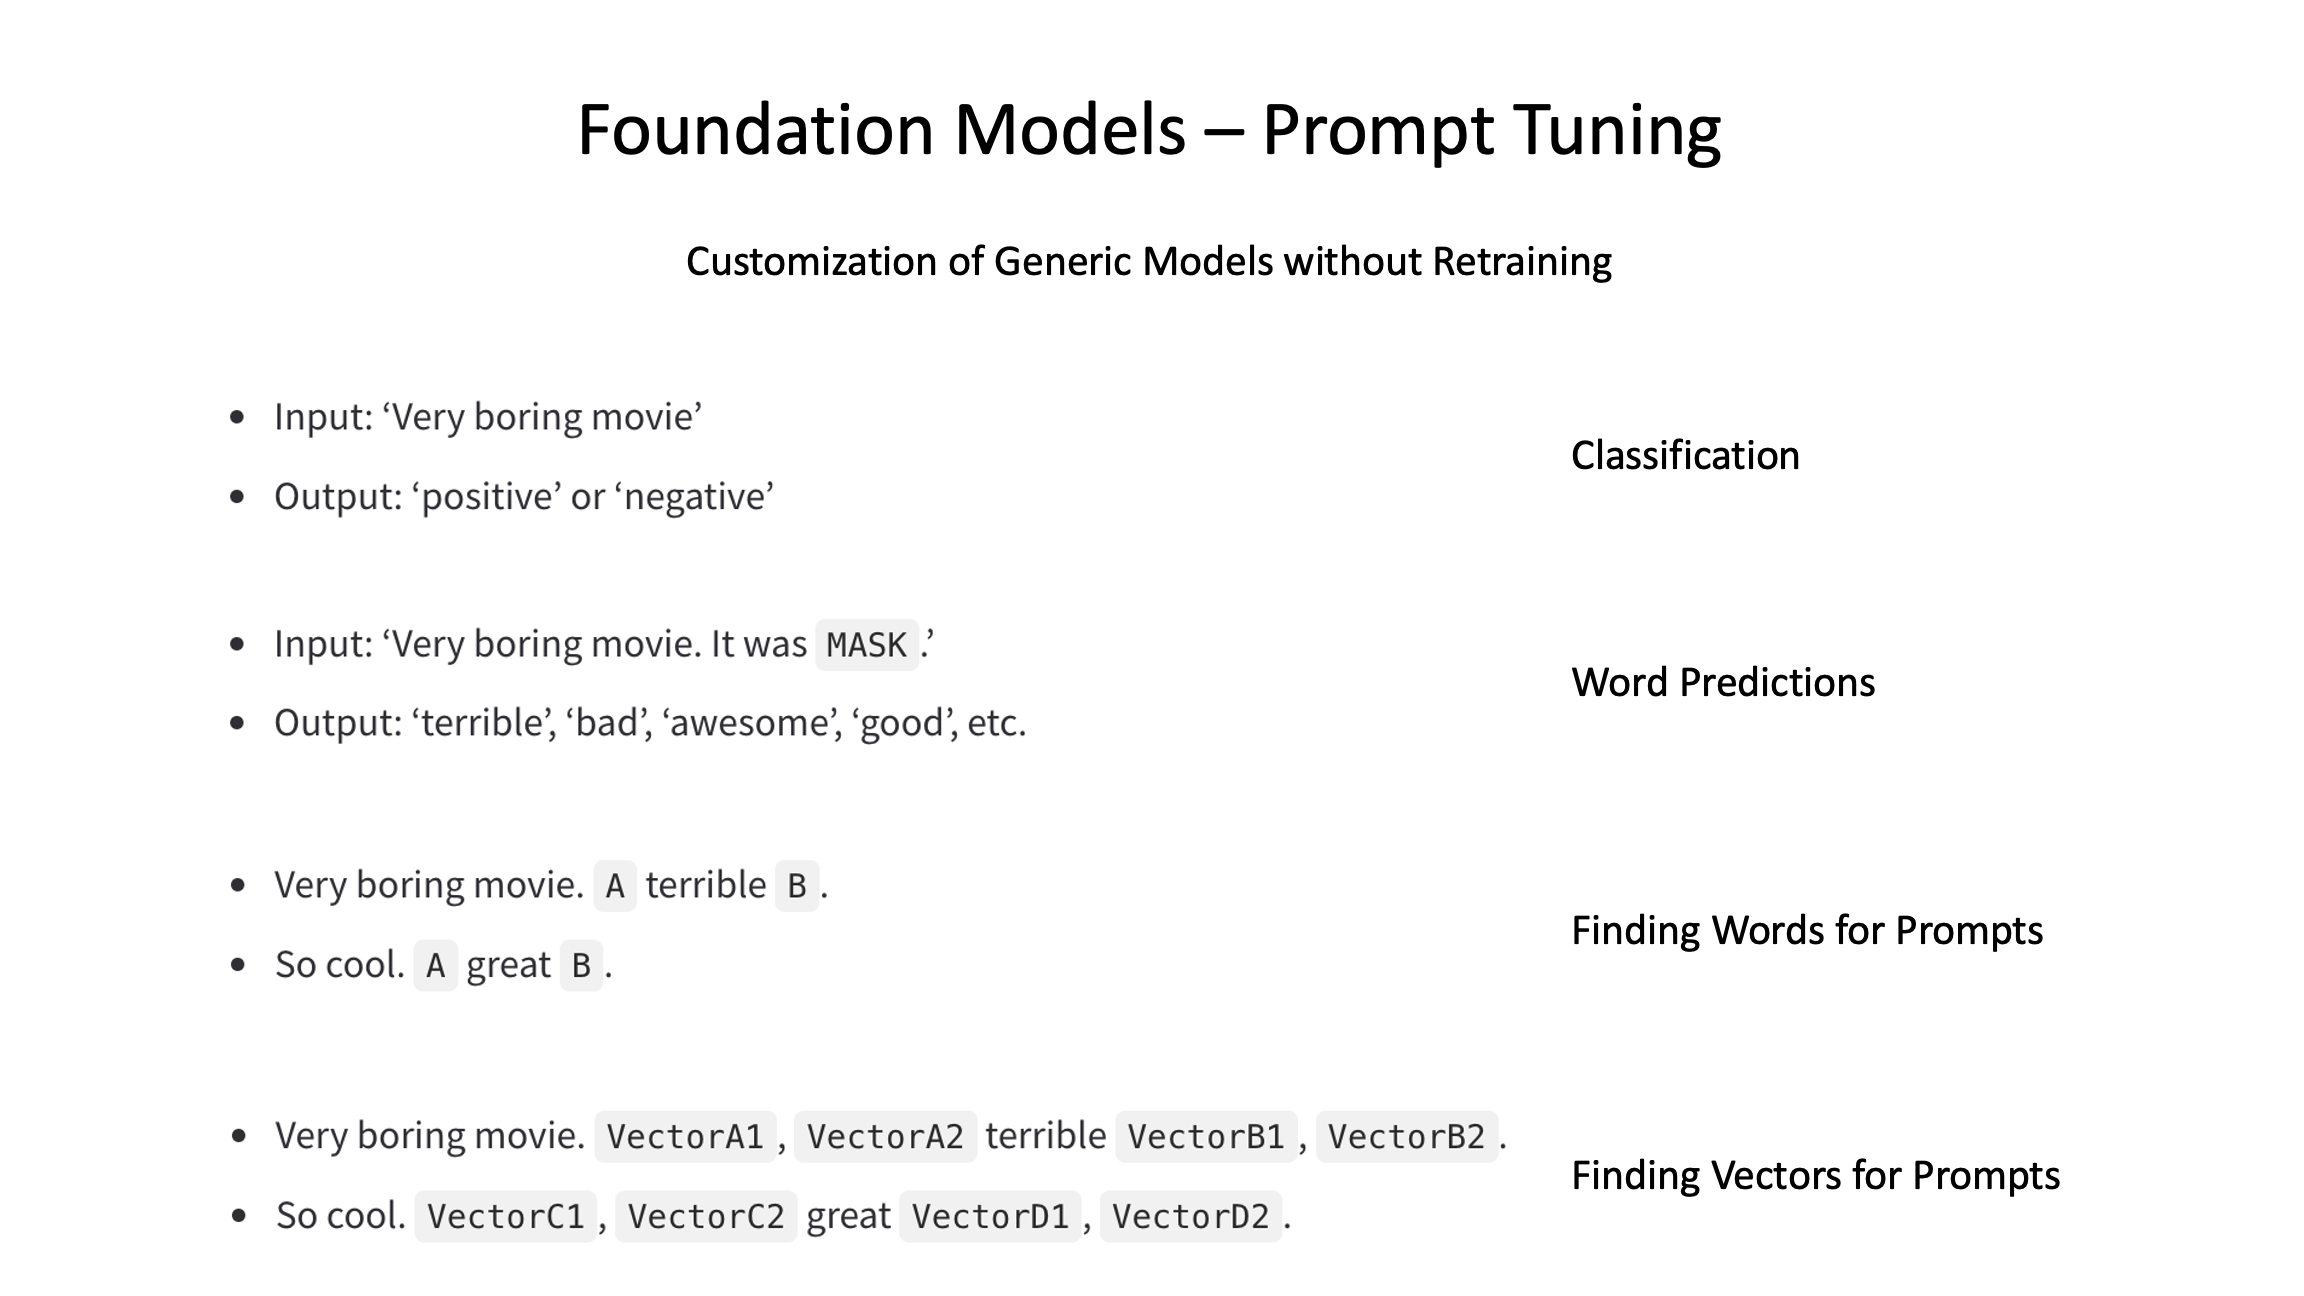 Foundation Models – Prompt Tuning
Customization of Generic Models without Retraining
• Input: ‘Very boring movie’
• Output: ‘positive’ or ‘negative’
Classification
• Input: ‘Very boring movie. It was MASK.’
• Output: ‘terrible’, ‘bad’, ‘awesome’, ‘good’, etc.
Word Predictions
• Very boring movie. A terrible B.
• So cool. A great B.
Finding Words for Prompts
• Very boring movie. VectorA1, VectorA2 terrible VectorB1, VectorB2.
• So cool. VectorC1, VectorC2 great VectorD1, VectorD2.
Finding Vectors for Prompts